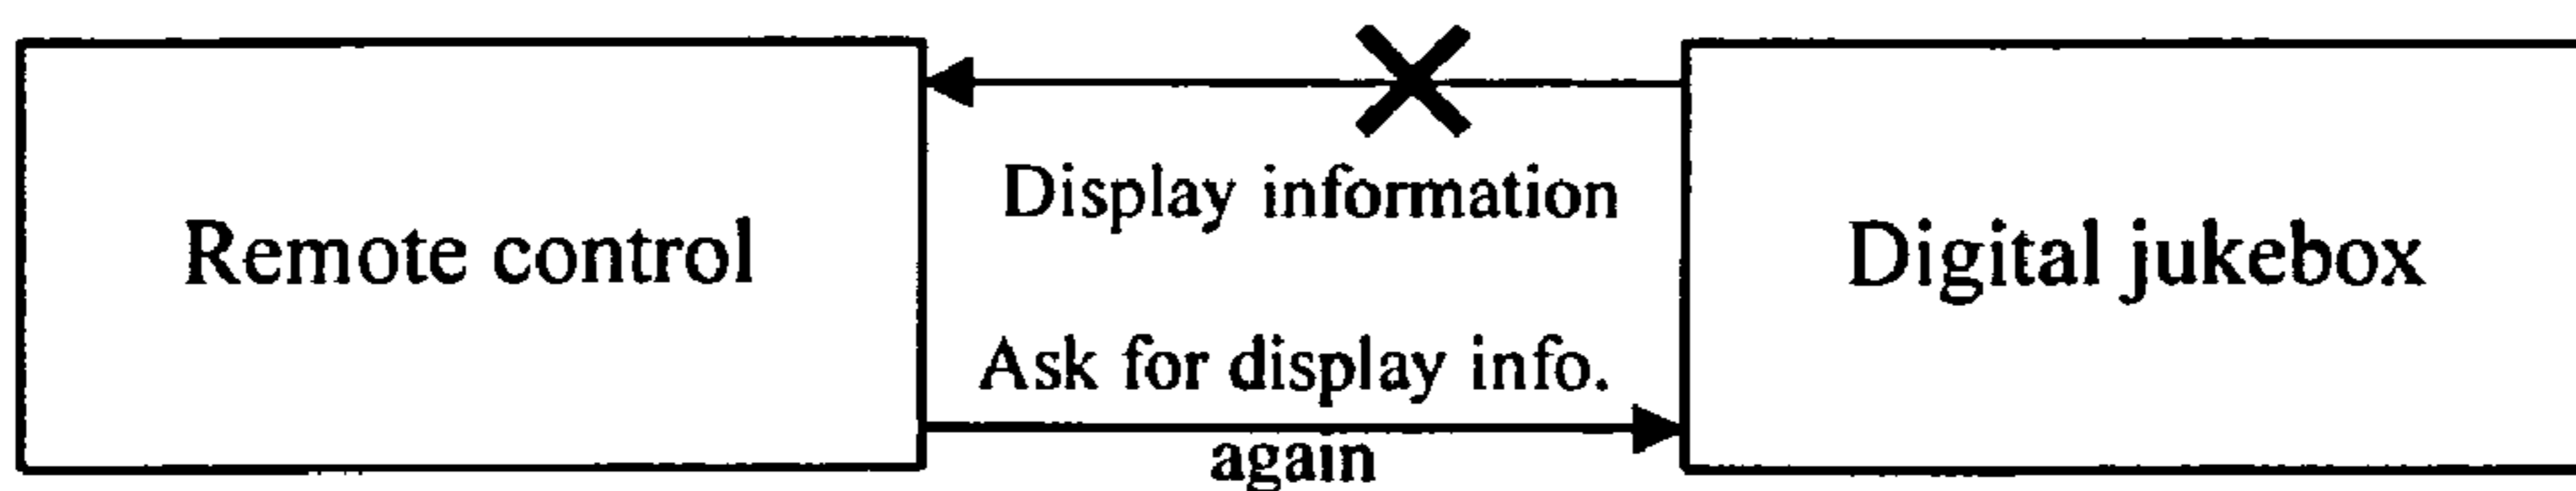 Remote control
Display information
Ask for display info.
again
Digital jukebox